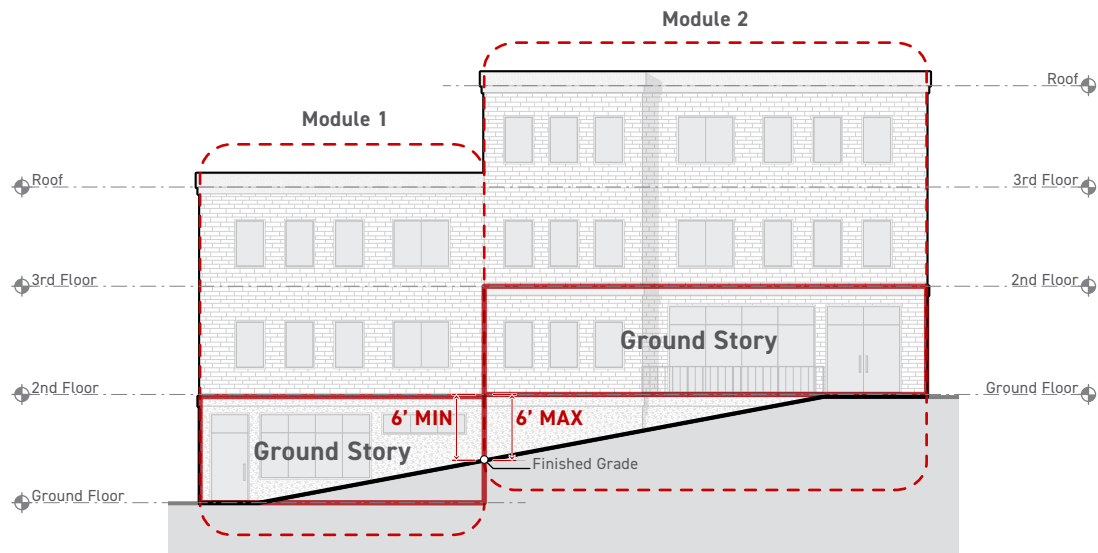 Module 2
Roof
Module 1
Roof
3rd Floor
3rd Floor
2nd Floor
Ground Story
2nd Floor
Ground Floor
6’ MIN
6’ MAX
Ground Story
Finished Grade
Ground Floor